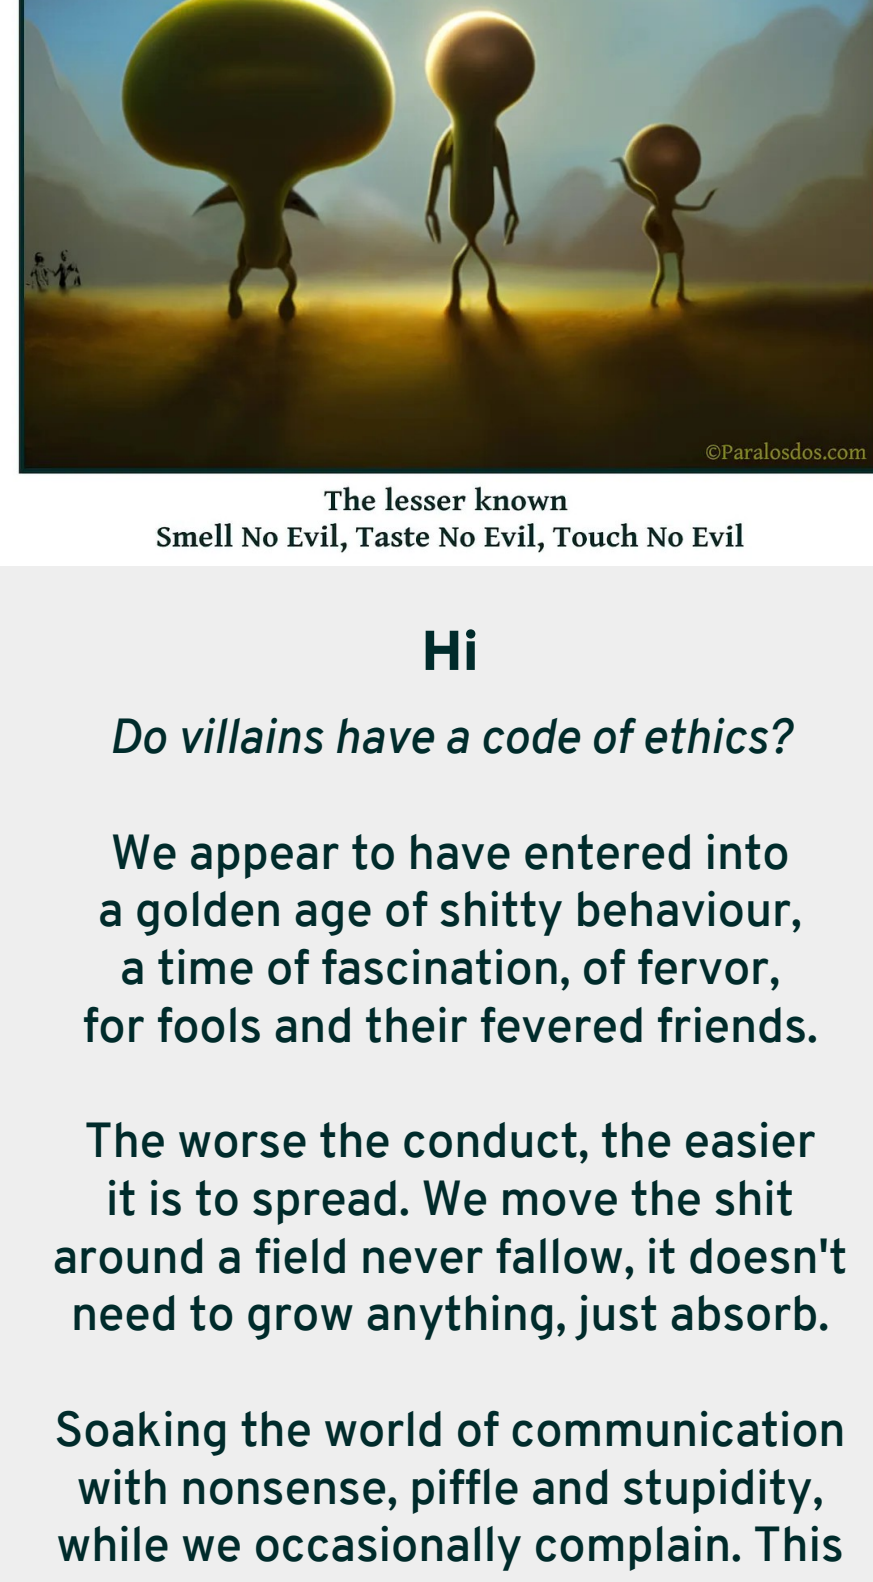 ©Paralosdos.com
The lesser known
Smell No Evil, Taste No Evil, Touch No Evil
Hi
Do villains have a code of ethics?
We appear to have entered into
a golden age of shitty behaviour,
a time of fascination, of fervor,
for fools and their fevered friends.
The worse the conduct, the easier
it is to spread. We move the shit
around a field never fallow, it doesn't
need to grow anything, just absorb.
Soaking the world of communication
with nonsense, piffle and stupidity,
while we occasionally complain. This